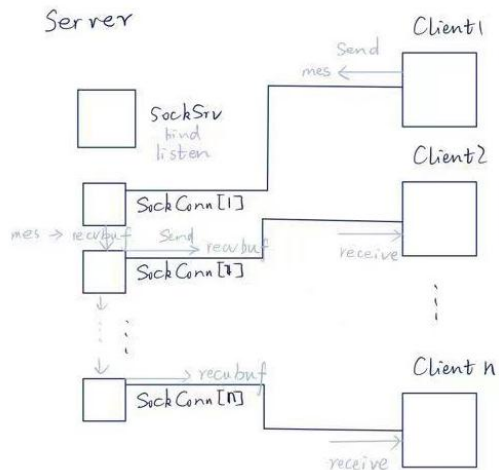 Server
Client1
Send
mes
SockSrv
bind
listen
Client2
SockConn[1]
mes → recvbuf
Send
recvbuf
receive
SockConn[2]
recvbuf
Client n
SockConn[n]
receive